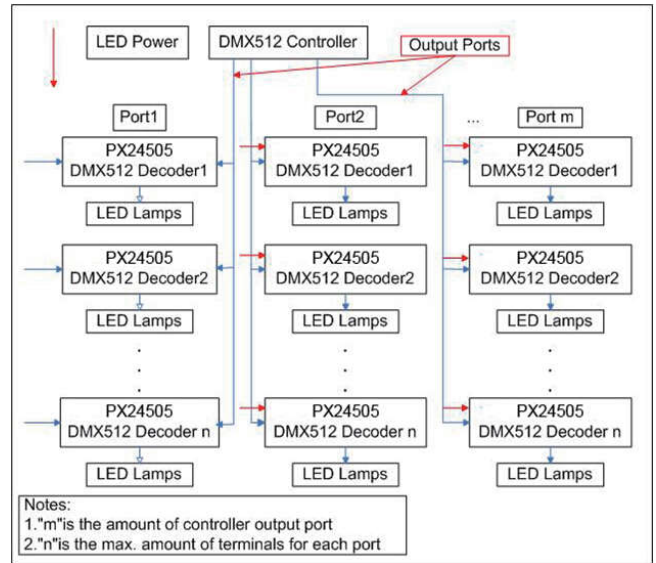 LED Power
DMX512 Controller
Output Ports
Port1
Port2
...
Port m
PX24505
DMX512 Decoder1
PX24505
DMX512 Decoder1
PX24505
DMX512 Decoder1
LED Lamps
LED Lamps
LED Lamps
PX24505
DMX512 Decoder2
PX24505
DMX512 Decoder2
PX24505
DMX512 Decoder2
LED Lamps
LED Lamps
LED Lamps
PX24505
DMX512 Decoder n
PX24505
DMX512 Decoder n
PX24505
DMX512 Decoder n
LED Lamps
LED Lamps
LED Lamps
Notes:
1."m"is the amount of controller output port
2."n"is the max. amount of terminals for each port